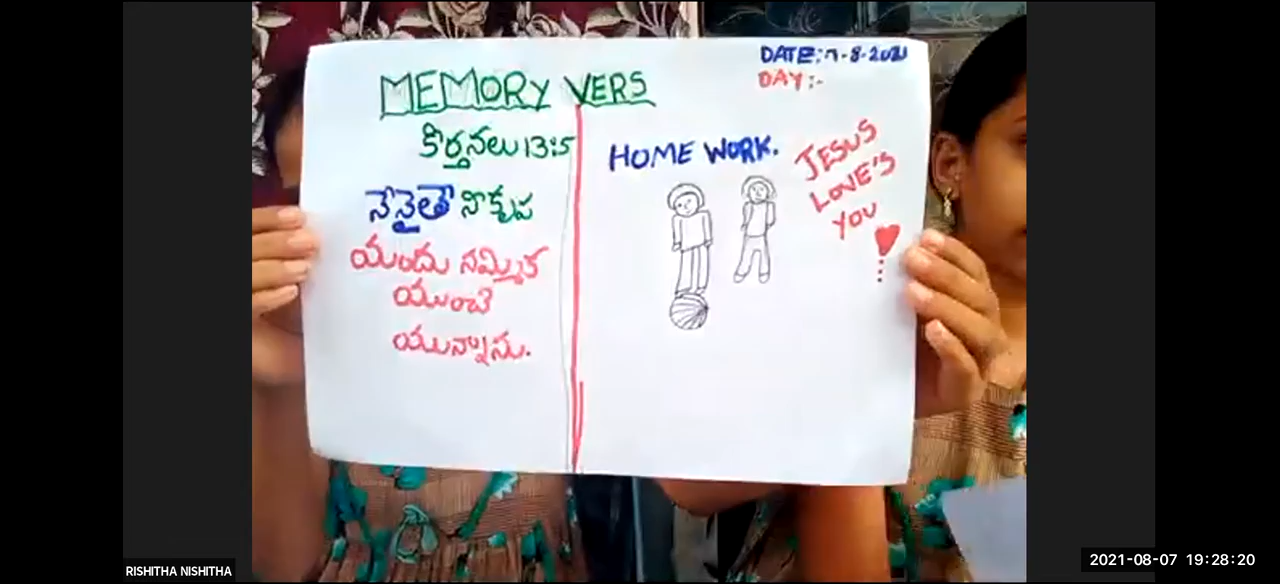 MEMORY VERS
కీర్తనలు 13:5
నేనైతే నీ కృప
యందు నమ్మిక
యుంచి
యున్నాను.
DATE:7-8-2021
DAY:-
HOME WORK.
JESUS
LOVE'S
YOU
RISHITHA NISHITHA
2021-08-07 19:28:20